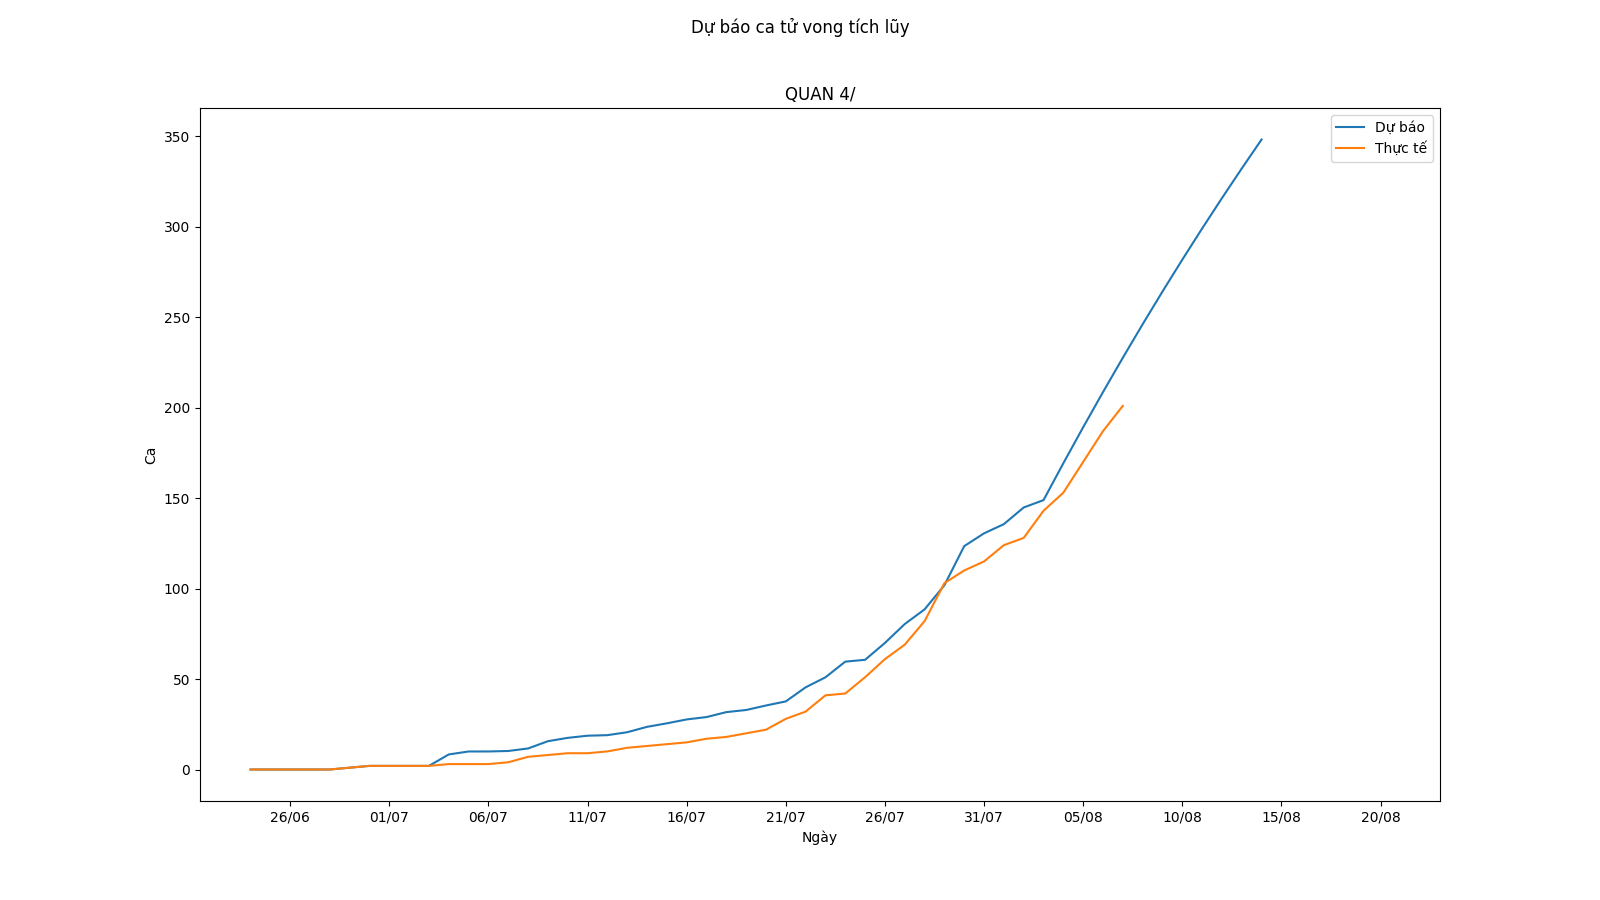 Dự báo ca tử vong tích lũy
QUAN 4/
Dự báo
Thực tế
350
300
250
200
150
100
50
0
Ca
26/06 01/07 06/07 11/07 16/07 21/07 26/07 31/07 05/08 10/08 15/08 20/08
Ngày